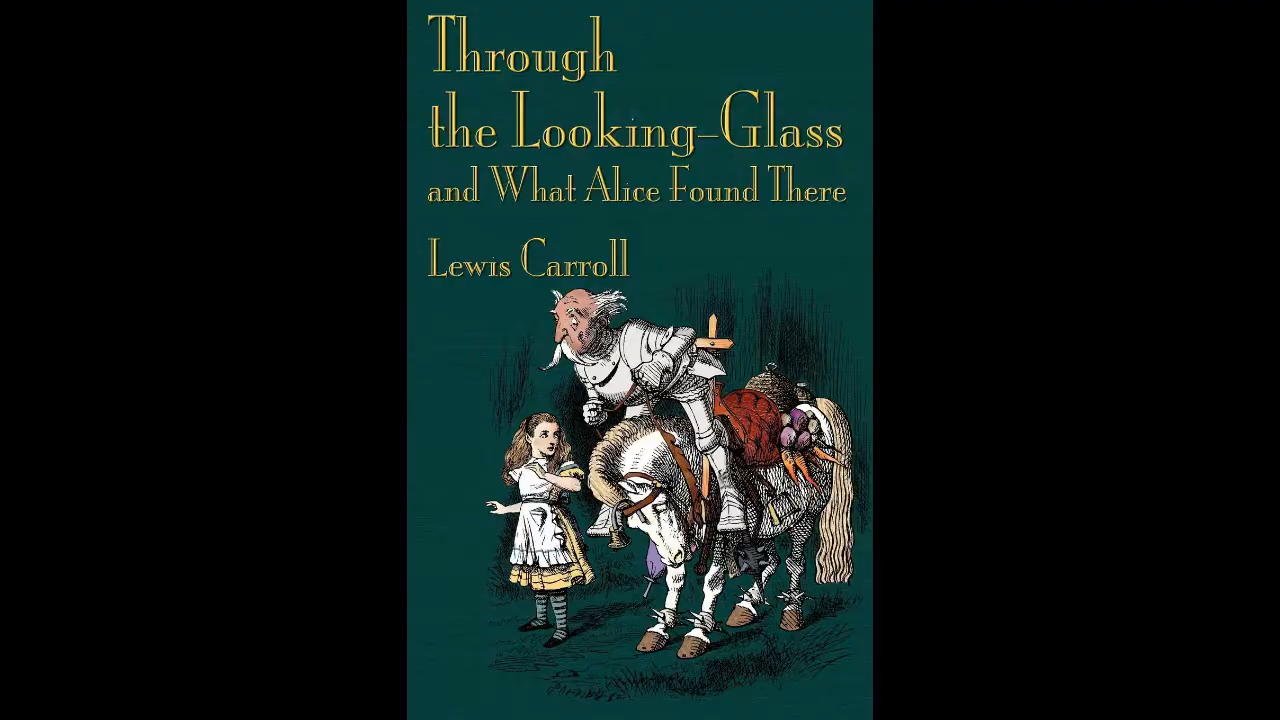 Through
the Looking-Glass
and What Alice Found There
Lewis Carroll